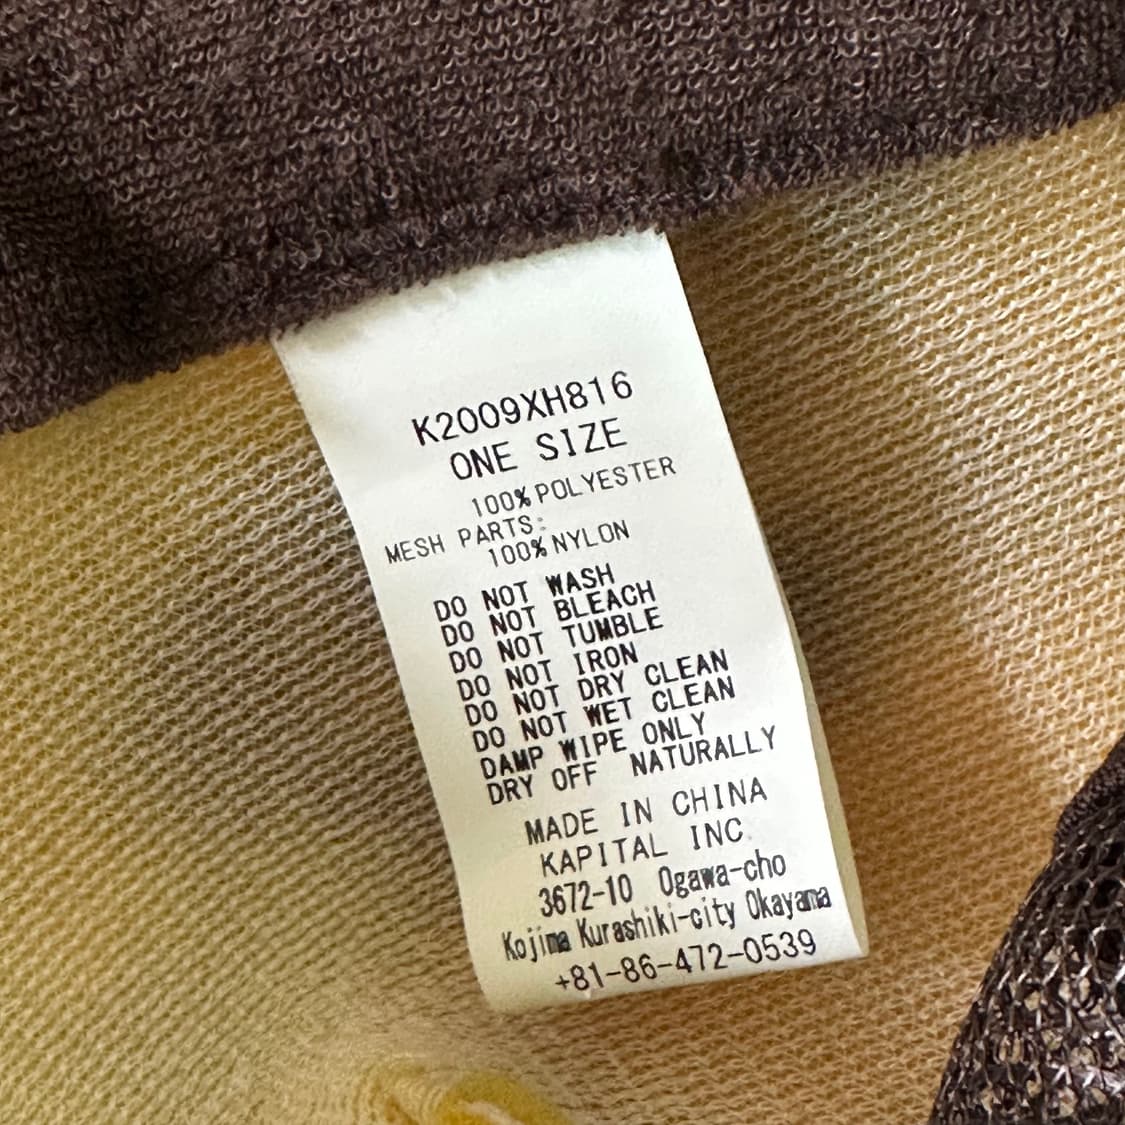 K2009XH816
ONE SIZE
100% POLYESTER
MESH PARTS:
100% NYLON
DO NOT WASH
DO NOT BLEACH
DO NOT TUMBLE
DO NOT IRON
DO NOT DRY CLEAN
DO NOT WET CLEAN
DAMP WIPE ONLY
DRY OFF NATURALLY
MADE IN CHINA
KAPITAL INC.
3672-10 Ogawa-cho
Kojima Kurashiki-city Okayama
+81-86-472-0539